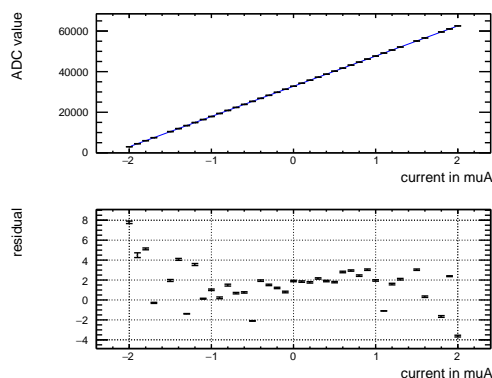 ADC value
60000
40000
20000
0
−2 −1 0 1 2
current in muA
residual
8
6
4
2
0
−2
−4
−2 −1 0 1 2
current in muA